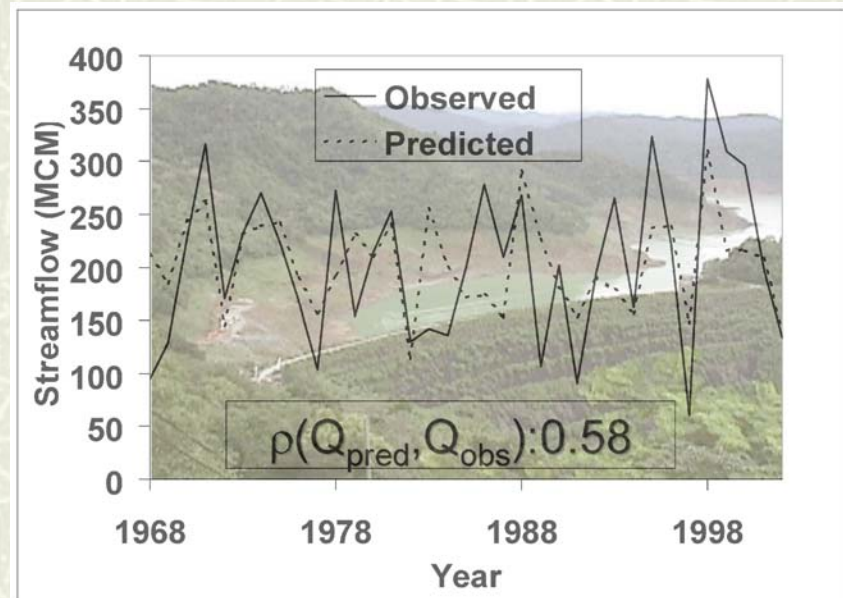 400
350
300
250
200
150
100
50
0
Streamflow (MCM)
Observed
Predicted
ρ(Qpred,Qobs):0.58
1968 1978 1988 1998
Year